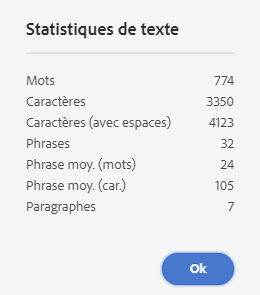 Statistiques de texte
Mots 774
Caractères 3350
Caractères (avec espaces) 4123
Phrases 32
Phrase moy. (mots) 24
Phrase moy. (car.) 105
Paragraphes 7
Ok